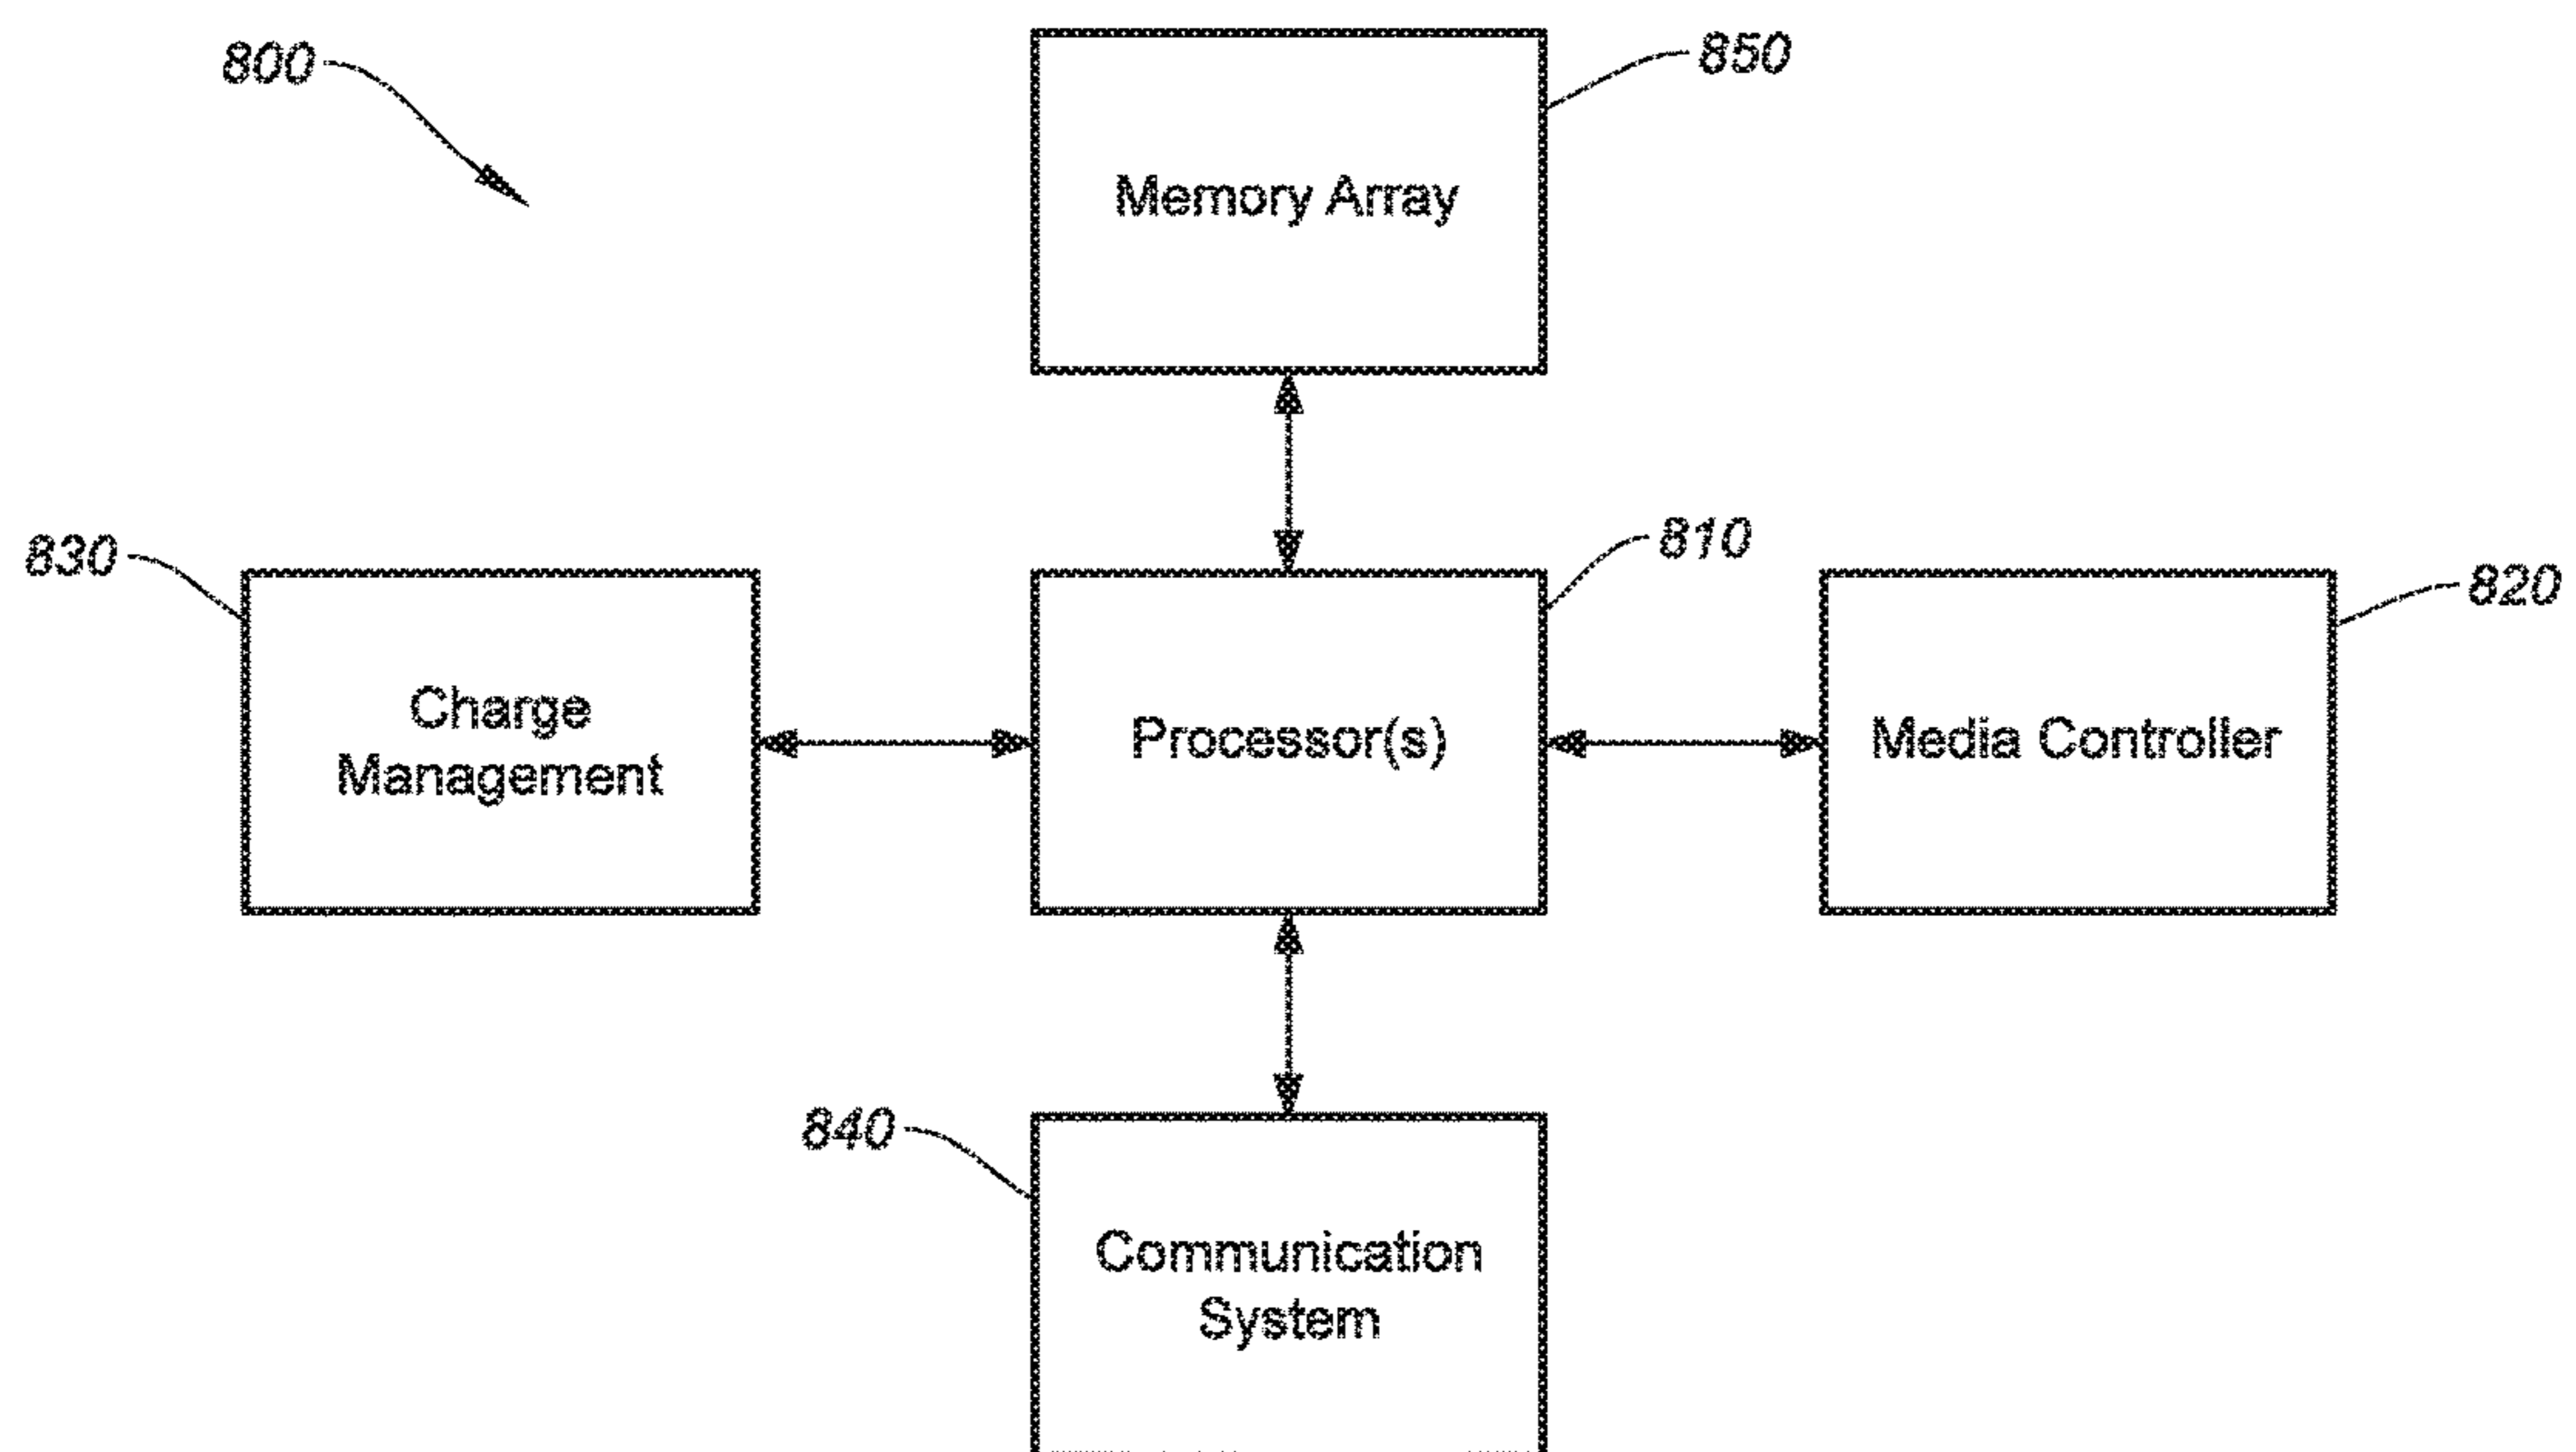 800
850
Memory Array
830
810
820
Charge
Management
Processor(s)
Media Controller
840
Communication
System